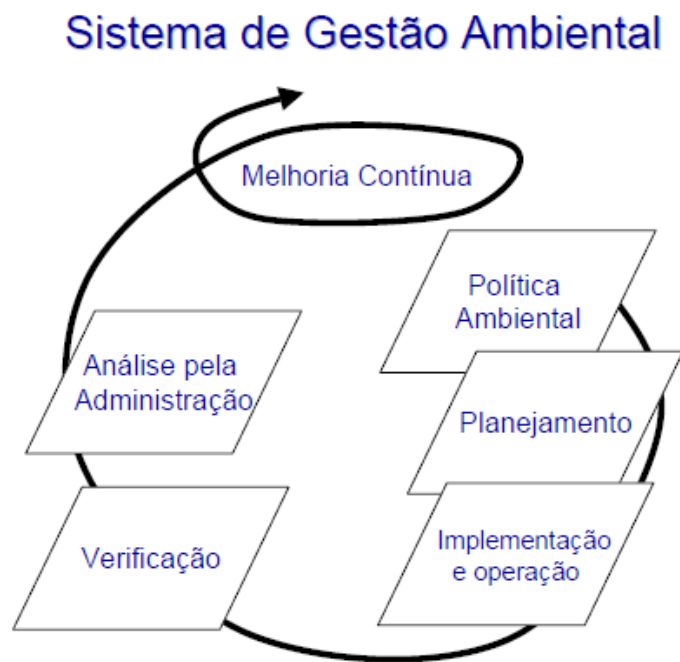 Sistema de Gestão Ambiental
Melhoria Contínua
Política
Ambiental
Planejamento
Implementação
e operação
Verificação
Análise pela
Administração